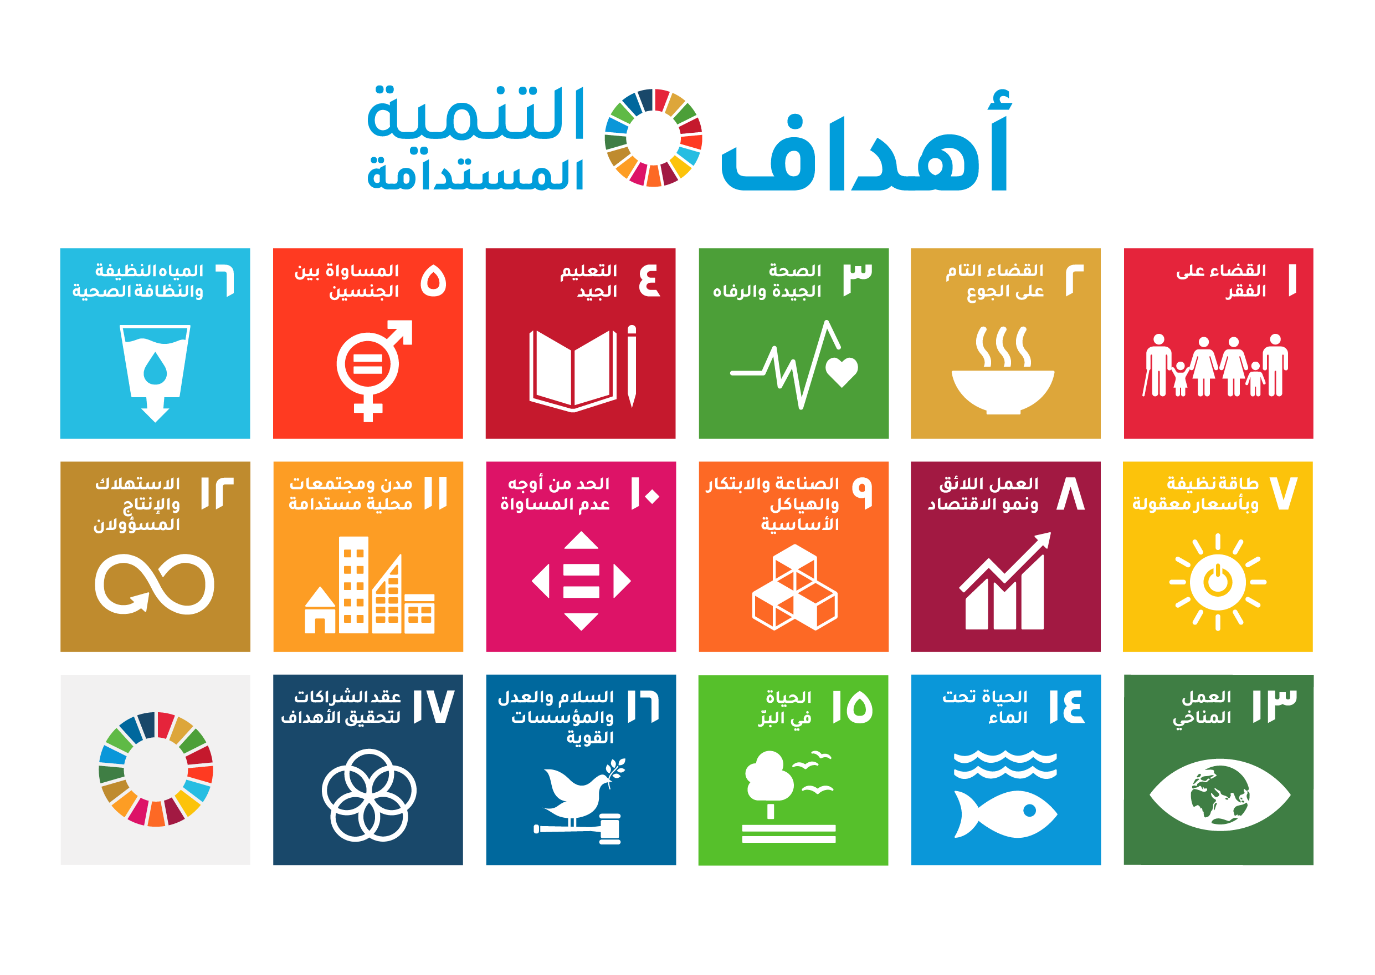 أهداف
التنمية
المستدامة
١
القضاء على
الفقر
٢
القضاء التام
على الجوع
٣
الصحة
الجيدة والرفاه
٤
التعليم
الجيد
٥
المساواة بين
الجنسين
٦
المياه النظيفة
والنظافة الصحية
٧
طاقة نظيفة
وبأسعار معقولة
٨
العمل اللائق
ونمو الاقتصاد
٩
الصناعة والابتكار
والهياكل
الأساسية
١٠
الحد من أوجه
عدم المساواة
١١
مدن ومجتمعات
محلية مستدامة
١٢
الاستهلاك
والإنتاج
المسؤولان
١٣
العمل
المناخي
١٤
الحياة تحت
الماء
١٥
الحياة
في البرّ
١٦
السلام والعدل
والمؤسسات
القوية
١٧
عقد الشراكات
لتحقيق الأهداف